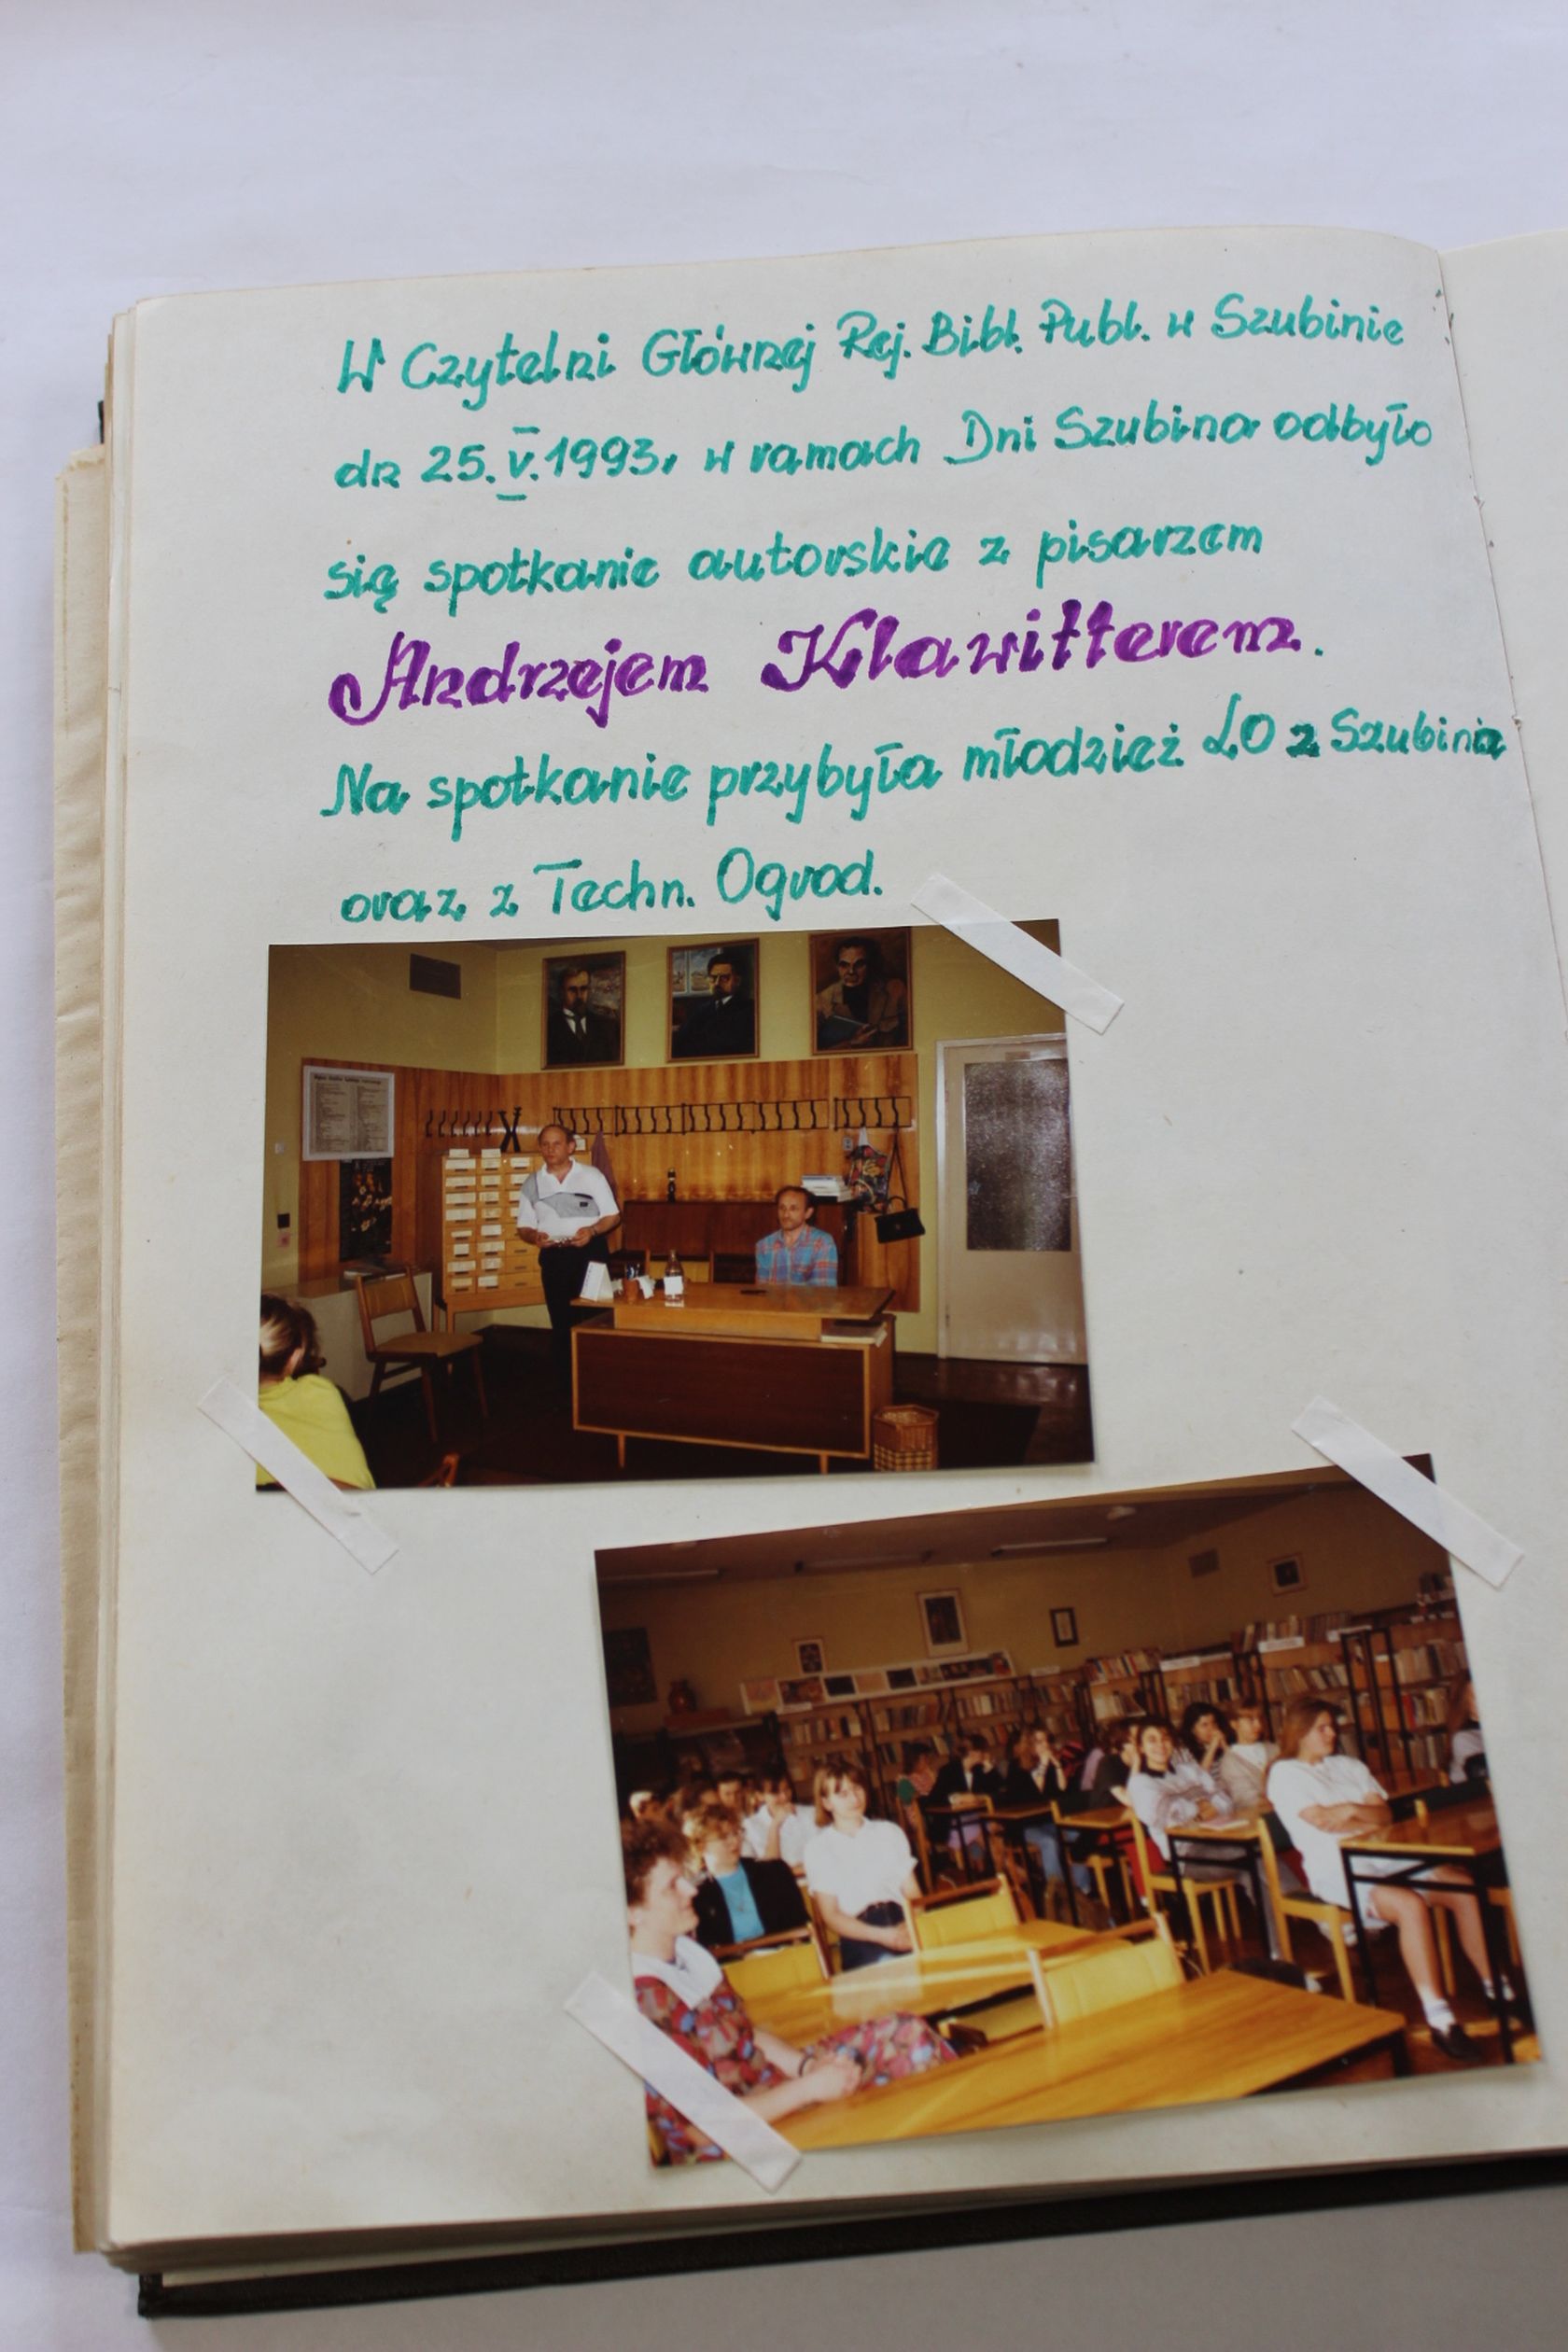 W Czytelni Głównej Rej. Bibl. Publ. w Szubinie
dn 25.V.1993, w ramach Dni Szubina odbyło
się spotkanie autorskie z pisarzem
Andrzejem Klawitterem.
Na spotkanie przybyła młodzież LO z Szubina
oraz z Techn. Ogrod.